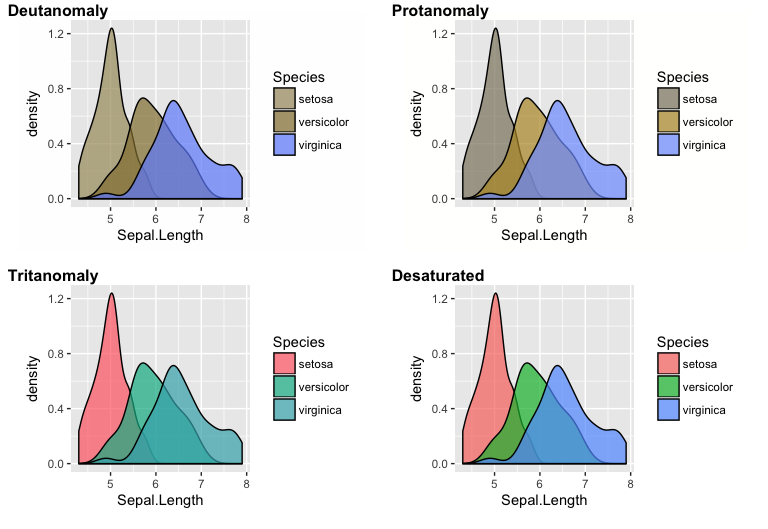 Deutanomaly
1.2
0.8
0.4
0.0
density
5 6 7 8
Sepal.Length
Species
setosa
versicolor
virginica
Protanomaly
1.2
0.8
0.4
0.0
density
5 6 7 8
Sepal.Length
Species
setosa
versicolor
virginica
Tritanomaly
1.2
0.8
0.4
0.0
density
5 6 7 8
Sepal.Length
Species
setosa
versicolor
virginica
Desaturated
1.2
0.8
0.4
0.0
density
5 6 7 8
Sepal.Length
Species
setosa
versicolor
virginica